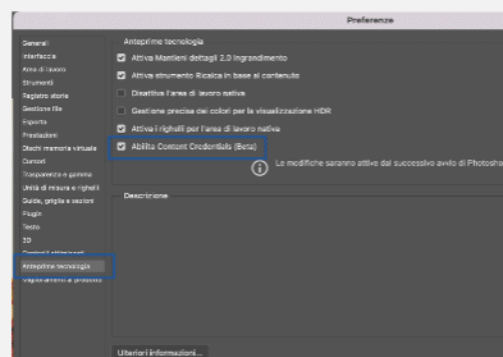 Preferenze
Generali
Interfaccia
Area di lavoro
Strumenti
Registro storia
Gestione file
Esporta
Prestazioni
Dischi memoria virtuale
Cursori
Trasparenza e gamma
Unità di misura e righelli
Guide, griglia e sezioni
Plugin
Testo
3D
Anteprime tecnologia
Miglioramenti al prodotto
Anteprime tecnologia
Attiva Mantieni dettagli 2.0 Ingrandimento
Attiva strumento Ricalca in base al contenuto
Disattiva l'area di lavoro nativa
Gestione precisa dei colori per la visualizzazione HDR
Attiva i righelli per l'area di lavoro nativa
Abilita Content Credentials (Beta)
Le modifiche saranno attive dal successivo avvio di Photosho
Descrizione
Ulteriori informazioni...